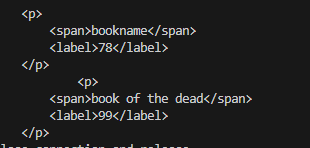 <p>
<span>bookname</span>
<label>78</label>
</p>
<p>
<span>book of the dead</span>
<label>99</label>
</p>